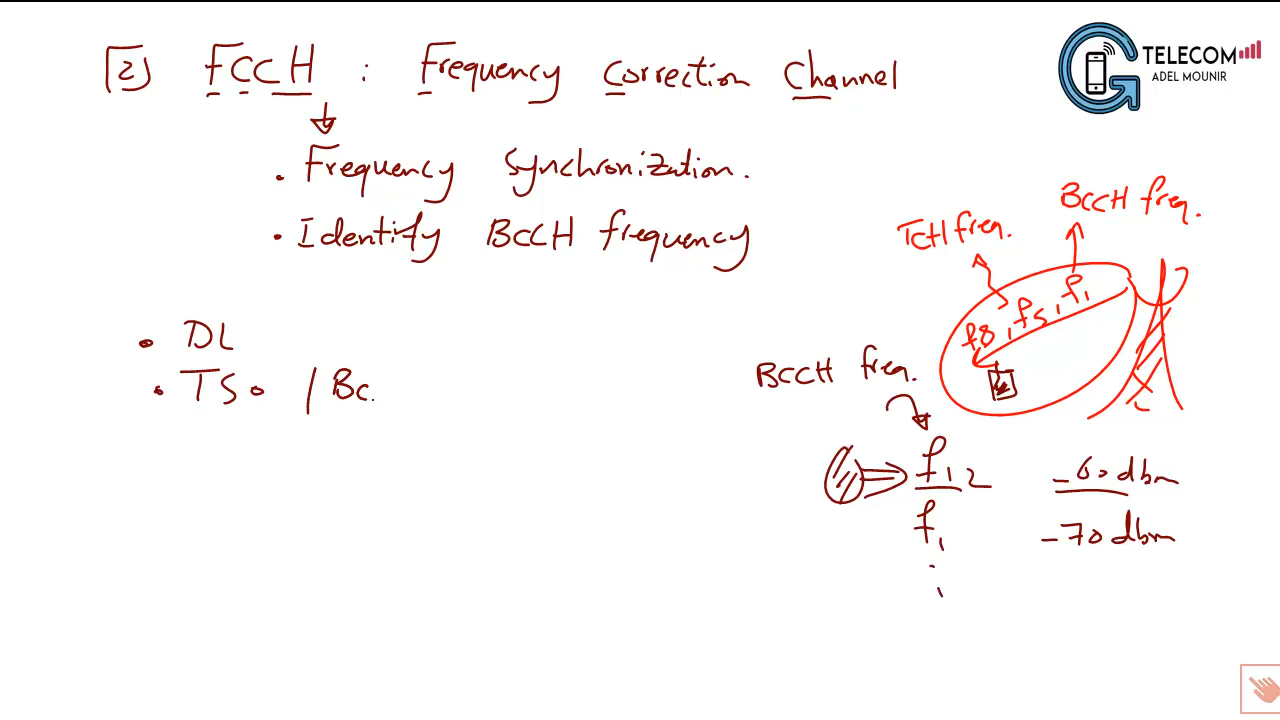 [2] FCCH : Frequency Correction Channel
TELECOM
ADEL MOUNIR
. Frequency Synchronization.
. Identify BCCH frequency
BCCH freq.
TCH freq.
f8, f5, f1
. DL
. TS0 / Bc
BCCH freq.
f12 -60 dbm
f1 -70 dbm